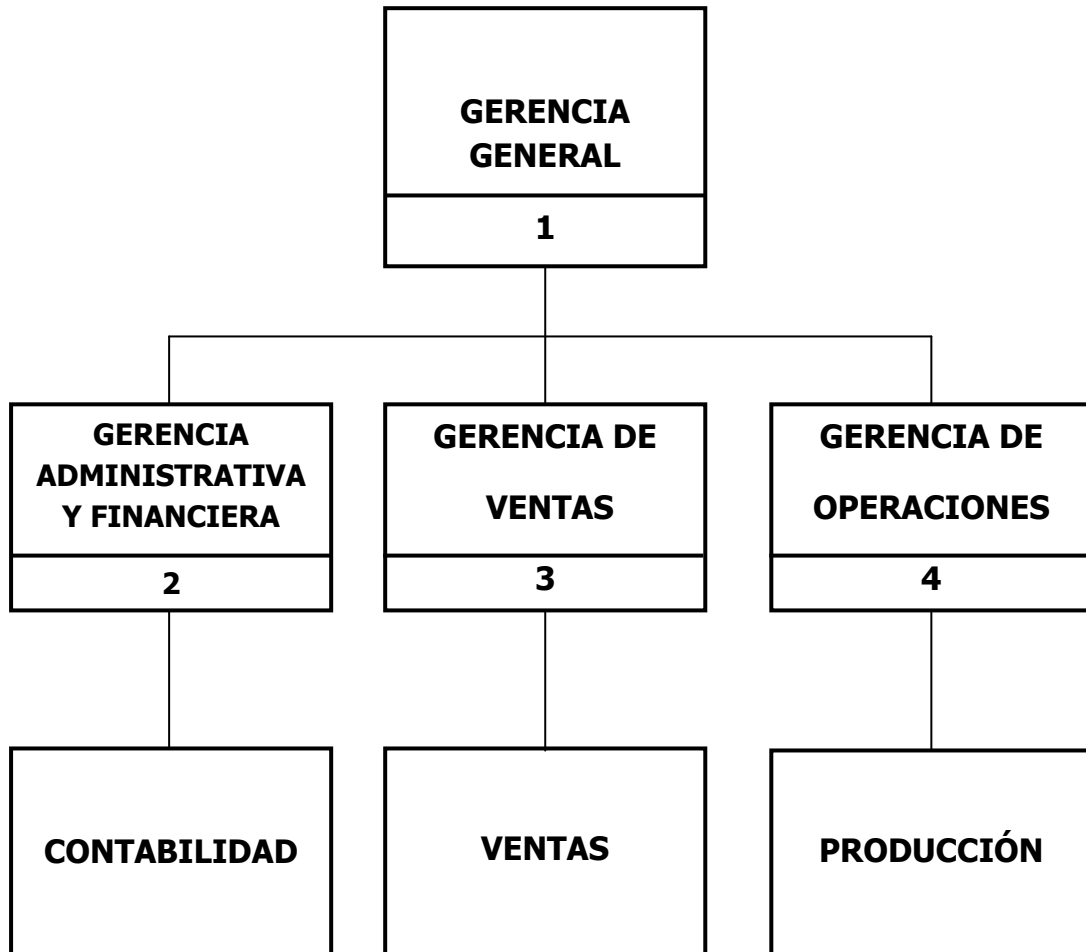 GERENCIA
GENERAL
1
GERENCIA
ADMINISTRATIVA
Y FINANCIERA
2
GERENCIA DE
VENTAS
3
GERENCIA DE
OPERACIONES
4
CONTABILIDAD
VENTAS
PRODUCCIÓN